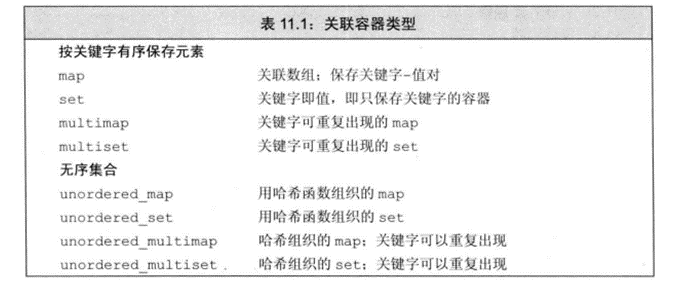 表 11.1：关联容器类型
按关键字有序保存元素
map 关联数组；保存关键字-值对
set 关键字即值，即只保存关键字的容器
multimap 关键字可重复出现的 map
multiset 关键字可重复出现的 set
无序集合
unordered_map 用哈希函数组织的 map
unordered_set 用哈希函数组织的 set
unordered_multimap 哈希组织的 map；关键字可以重复出现
unordered_multiset 哈希组织的 set；关键字可以重复出现